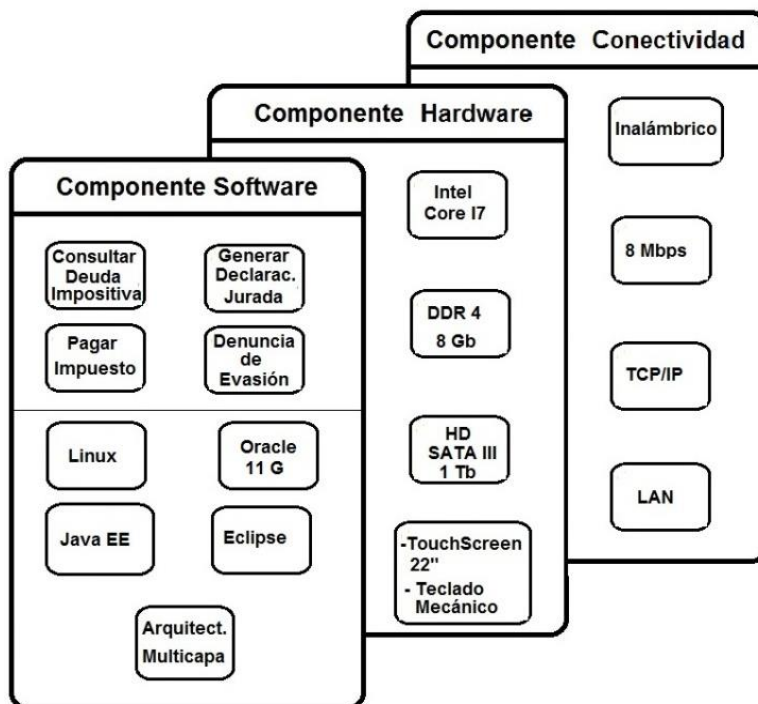 Componente Conectividad
Inalámbrico
8 Mbps
TCP/IP
LAN
Componente Hardware
Intel
Core I7
DDR 4
8 Gb
HD
SATA III
1 Tb
-TouchScreen
22"
- Teclado
Mecánico
Componente Software
Consultar
Deuda
Impositiva
Generar
Declarac.
Jurada
Pagar
Impuesto
Denuncia
de
Evasión
Linux
Oracle
11 G
Java EE
Eclipse
Arquitect.
Multicapa